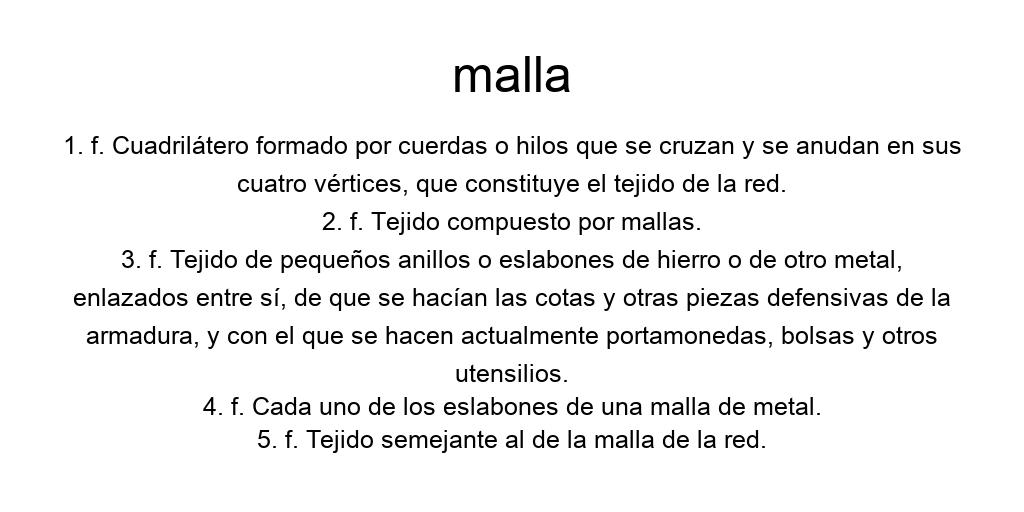 malla
1. f. Cuadrilátero formado por cuerdas o hilos que se cruzan y se anudan en sus
cuatro vértices, que constituye el tejido de la red.
2. f. Tejido compuesto por mallas.
3. f. Tejido de pequeños anillos o eslabones de hierro o de otro metal,
enlazados entre sí, de que se hacían las cotas y otras piezas defensivas de la
armadura, y con el que se hacen actualmente portamonedas, bolsas y otros
utensilios.
4. f. Cada uno de los eslabones de una malla de metal.
5. f. Tejido semejante al de la malla de la red.